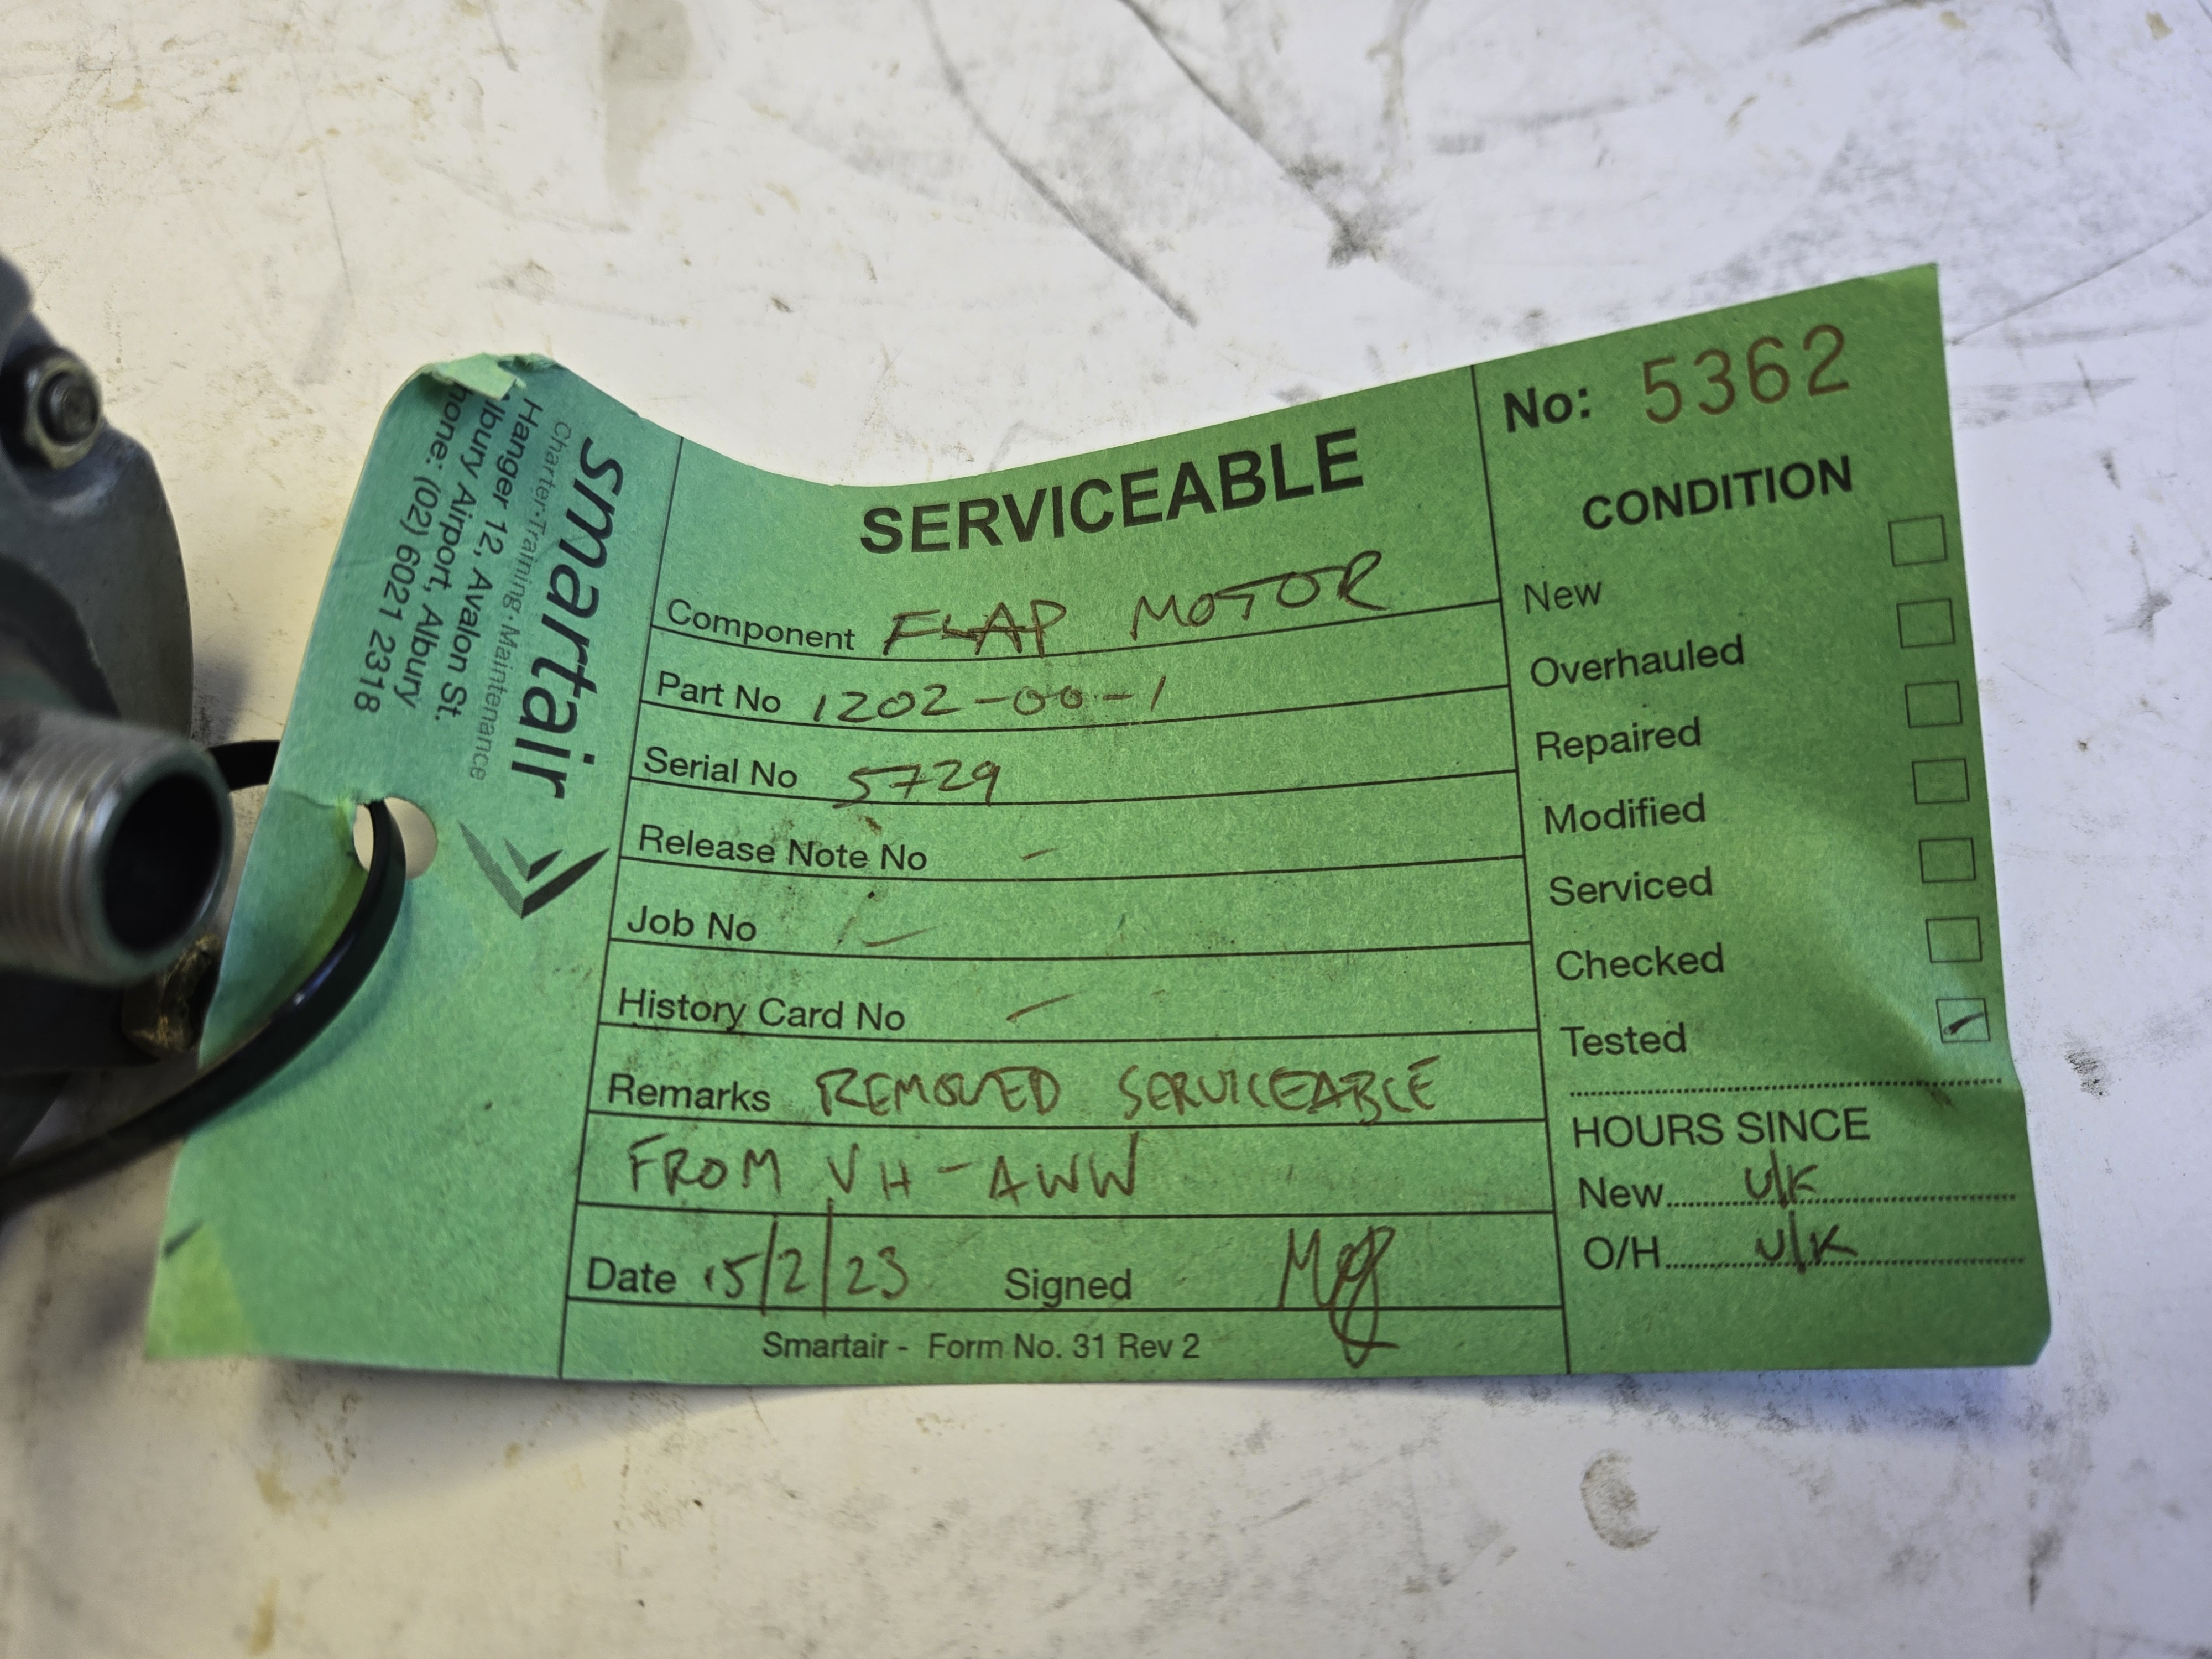 smartair
Charter·Training·Maintenance
Hanger 12, Avalon St.
lbury Airport, Albury
hone: (02) 6021 2318
SERVICEABLE
Component FLAP MOTOR
Part No 1202-00-1
Serial No 5729
Release Note No -
Job No -
History Card No -
Remarks REMOVED SERVICEABLE
FROM VH-AWW
Date 15/2/23 Signed
Smartair - Form No. 31 Rev 2
No: 5362
CONDITION
New
Overhauled
Repaired
Modified
Serviced
Checked
Tested
HOURS SINCE
New........U/K........
O/H........U/K........